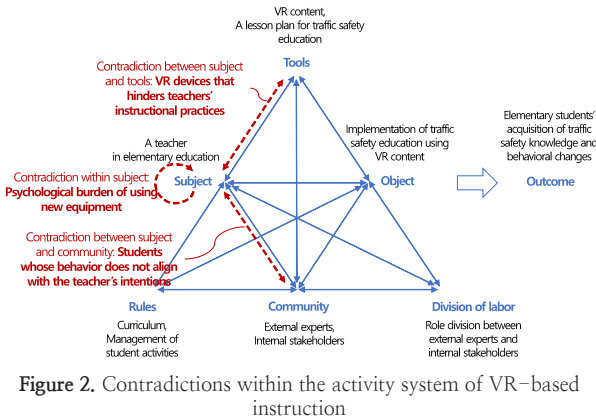 VR content,
A lesson plan for traffic safety
education
Tools
Contradiction between subject
and tools: VR devices that
hinders teachers'
instructional practices
A teacher
in elementary education
Implementation of traffic
safety education using
VR content
Elementary students'
acquisition of traffic
safety knowledge and
behavioral changes
Contradiction within subject:
Psychological burden of using
new equipment
Subject
Object
Outcome
Contradiction between subject
and community: Students
whose behavior does not align
with the teacher's intentions
Rules
Curriculum,
Management of
student activities
Community
External experts,
Internal stakeholders
Division of labor
Role division between
external experts and
internal stakeholders
Figure 2. Contradictions within the activity system of VR-based
instruction